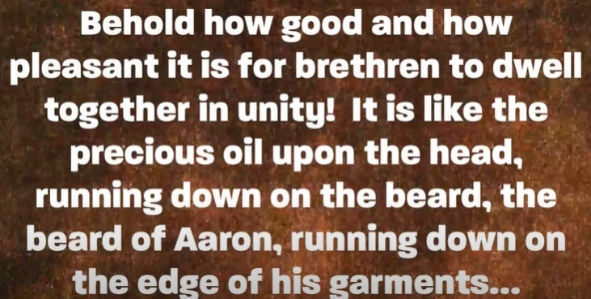 Behold how good and how
pleasant it is for brethren to dwell
together in unity!  It is like the
precious oil upon the head,
running down on the beard, the
beard of Aaron, running down on
the edge of his garments...